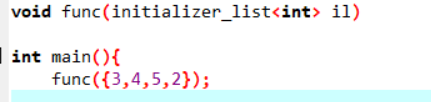 void func(initializer_list<int> il)
int main(){
func({3,4,5,2});